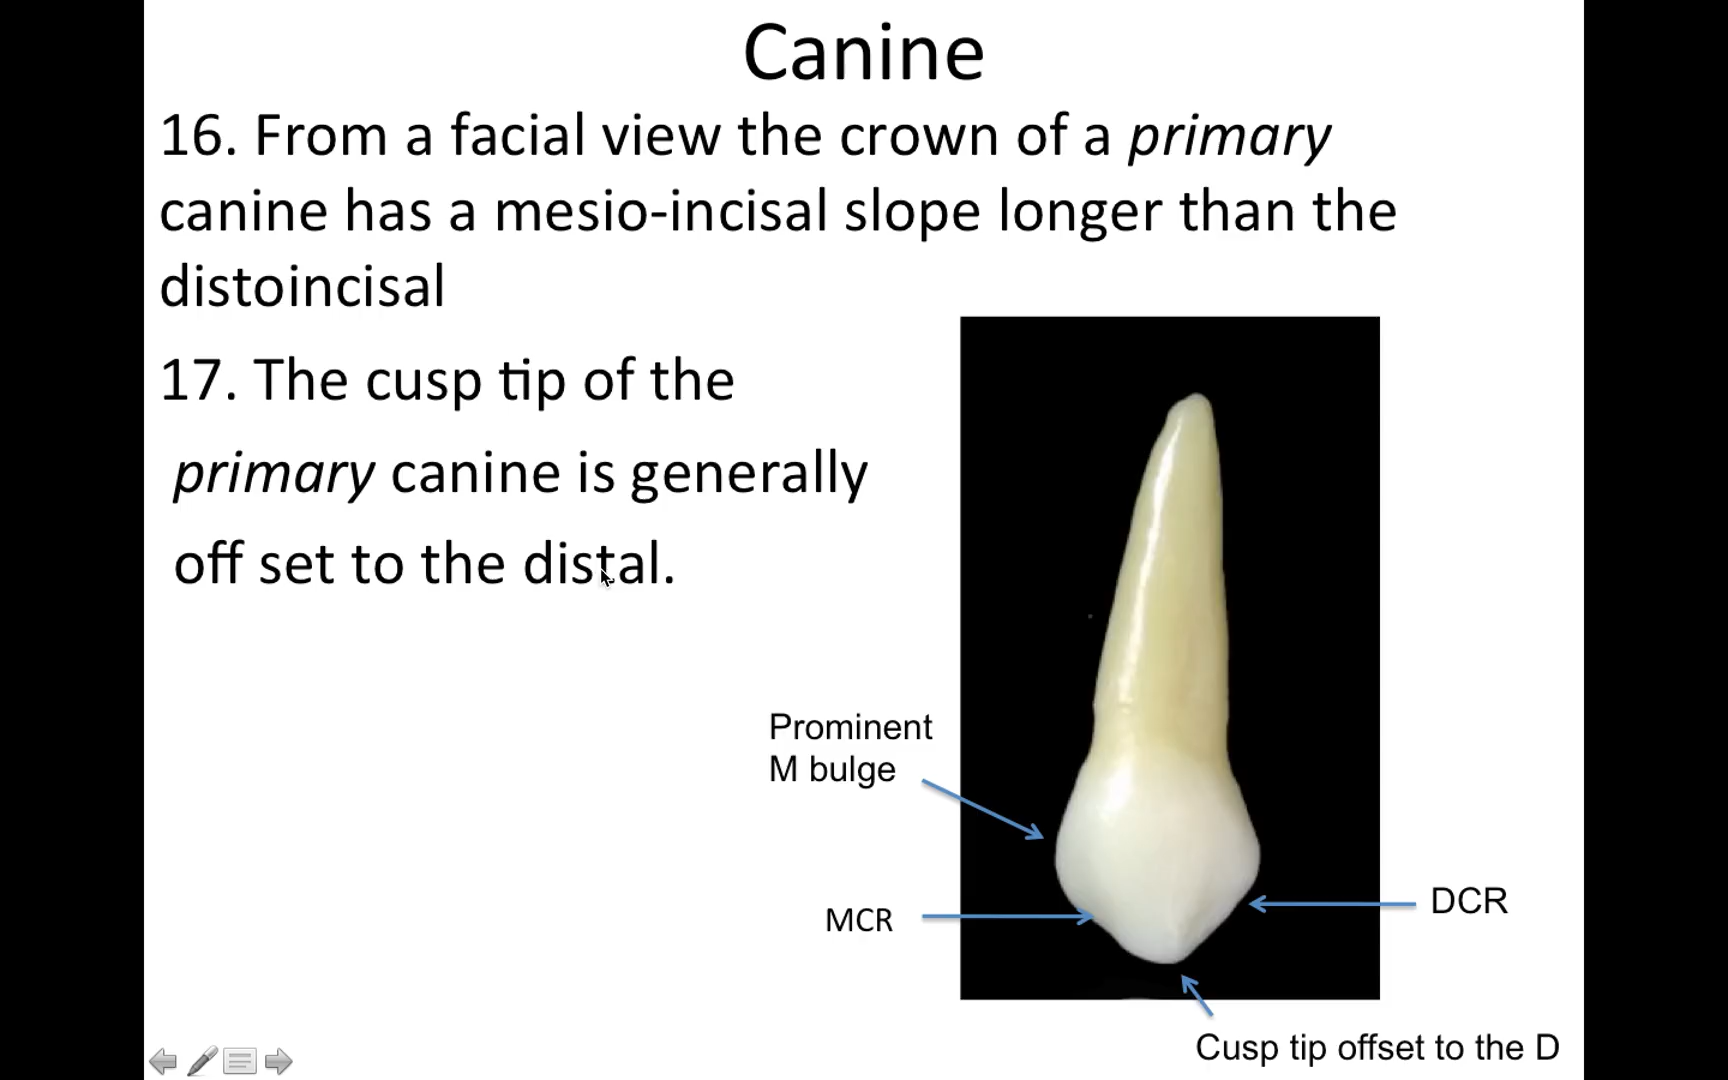 Canine
16. From a facial view the crown of a primary
canine has a mesio-incisal slope longer than the
distoincisal
17. The cusp tip of the
primary canine is generally
off set to the distal.
Prominent
M bulge
MCR
DCR
Cusp tip offset to the D